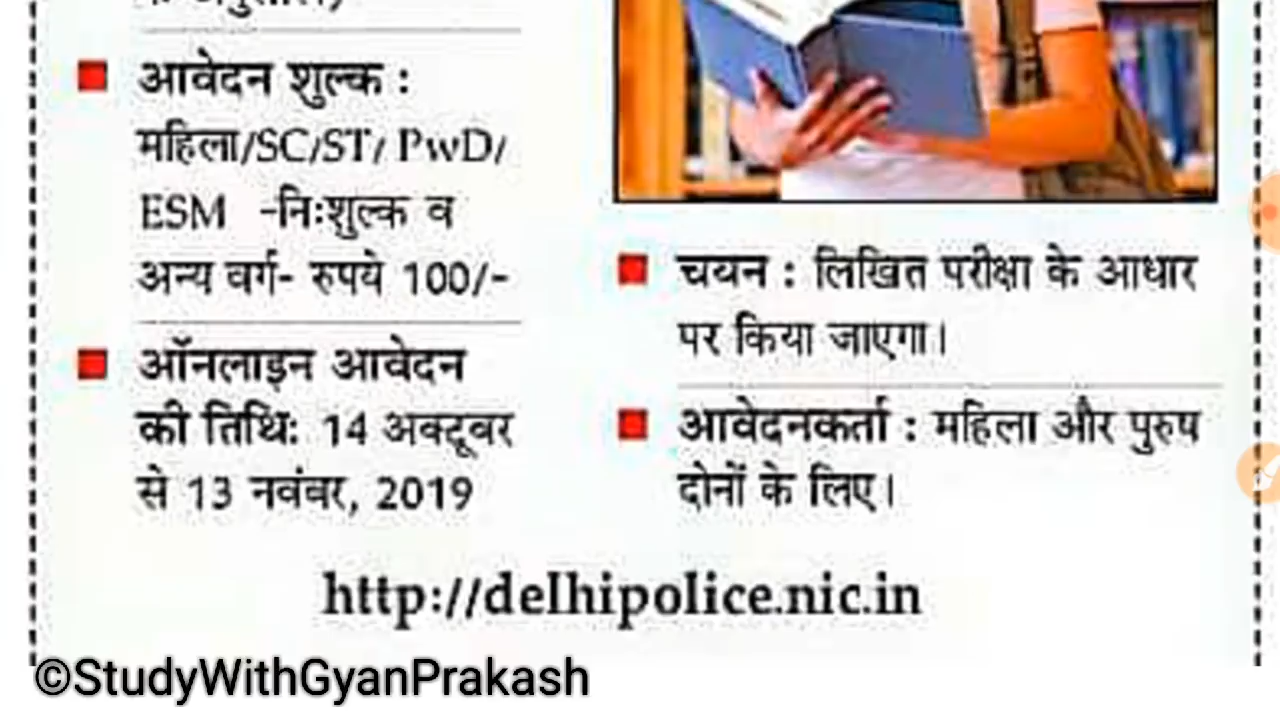 आवेदन शुल्क :
महिला/SC/ST/ PwD/
ESM -निःशुल्क व
अन्य वर्ग- रुपये 100/-
ऑनलाइन आवेदन
की तिथिः 14 अक्टूबर
से 13 नवंबर, 2019
चयन : लिखित परीक्षा के आधार
पर किया जाएगा।
आवेदनकर्ता : महिला और पुरुष
दोनों के लिए।
http://delhipolice.nic.in
©StudyWithGyanPrakash